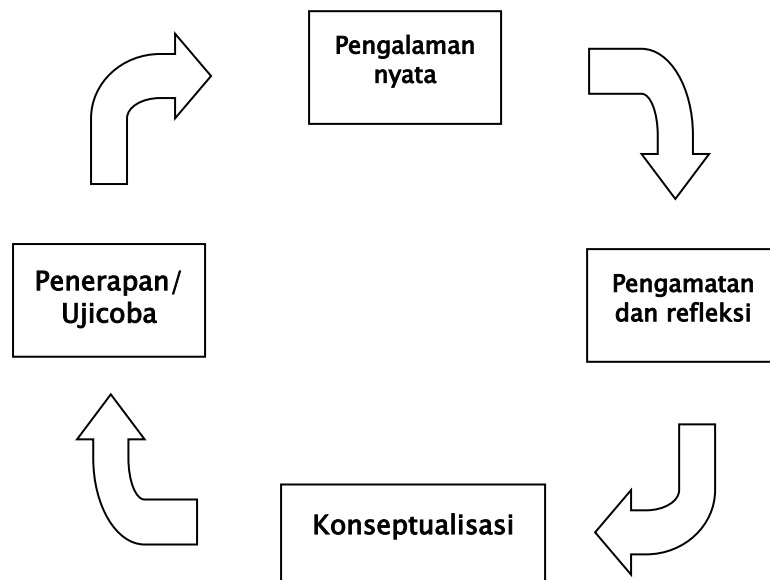 Pengalaman
nyata
Pengamatan
dan refleksi
Konseptualisasi
Penerapan/
Ujicoba